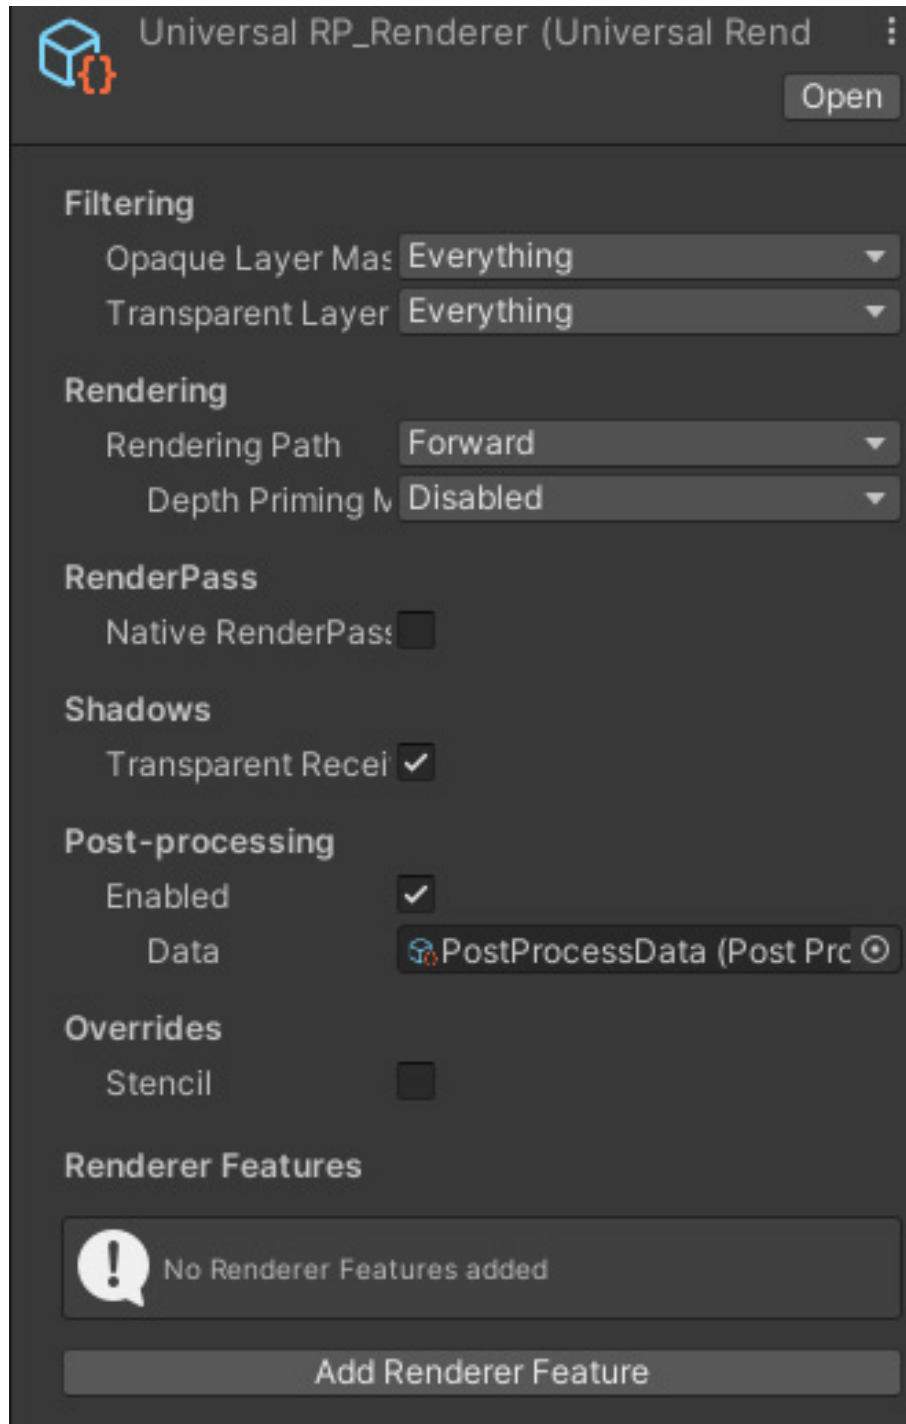 Universal RP_Renderer (Universal Rend
Open
Filtering
Opaque Layer Mas Everything
Transparent Layer Everything
Rendering
Rendering Path Forward
Depth Priming M Disabled
RenderPass
Native RenderPass
Shadows
Transparent Recei
Post-processing
Enabled
Data PostProcessData (Post Prc
Overrides
Stencil
Renderer Features
No Renderer Features added
Add Renderer Feature